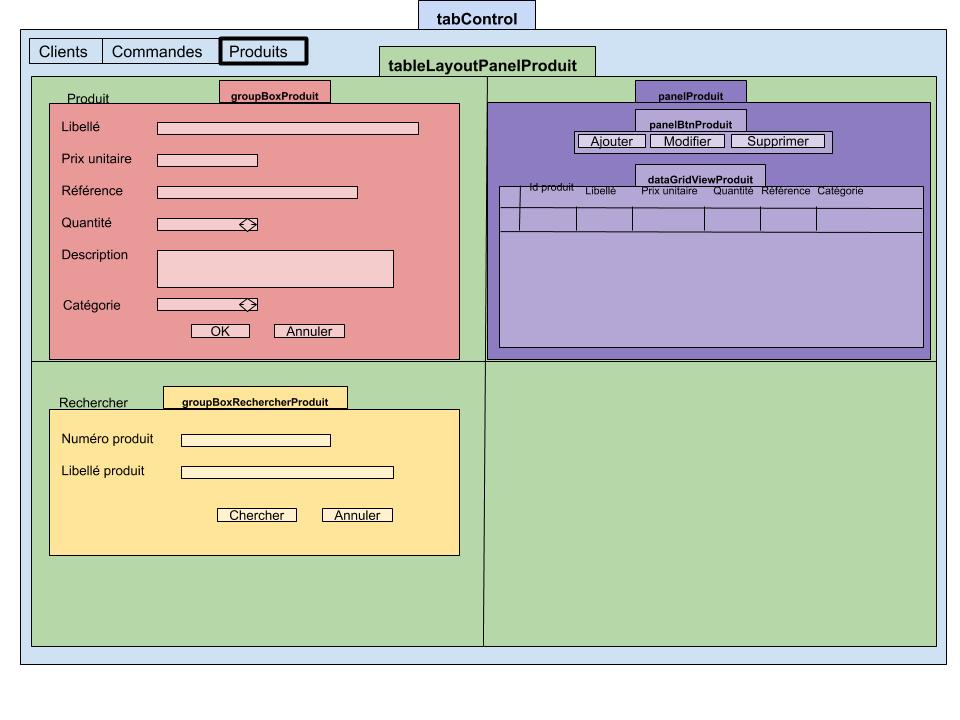 tabControl
Clients Commandes Produits
tableLayoutPanelProduit
Produit
groupBoxProduit
Libellé
Prix unitaire
Référence
Quantité
Description
Catégorie
OK Annuler
panelProduit
panelBtnProduit
Ajouter Modifier Supprimer
dataGridViewProduit
Id produit Libellé Prix unitaire Quantité Référence Catégorie
Rechercher
groupBoxRechercherProduit
Numéro produit
Libellé produit
Chercher Annuler